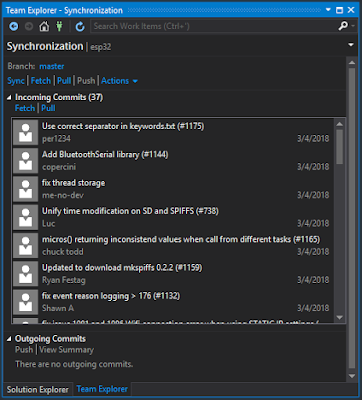 Team Explorer - Synchronization
Search Work Items (Ctrl+')
Synchronization | esp32
Branch: master
Sync | Fetch | Pull | Push | Actions
Incoming Commits (37)
Fetch | Pull
Use correct separator in keywords.txt (#1175)
per1234 3/4/2018
Add BluetoothSerial library (#1144)
copercini 3/4/2018
fix thread storage
me-no-dev 3/4/2018
Unify time modification on SD and SPIFFS (#738)
Luc 3/4/2018
micros() returning inconsistend values when call from different tasks (#1165)
chuck todd 3/4/2018
Updated to download mkspiffs 0.2.2 (#1159)
Ryan Festag 3/4/2018
fix event reason logging > 176 (#1132)
Shawn A 3/4/2018
Outgoing Commits
Push | View Summary
There are no outgoing commits.
Solution Explorer Team Explorer